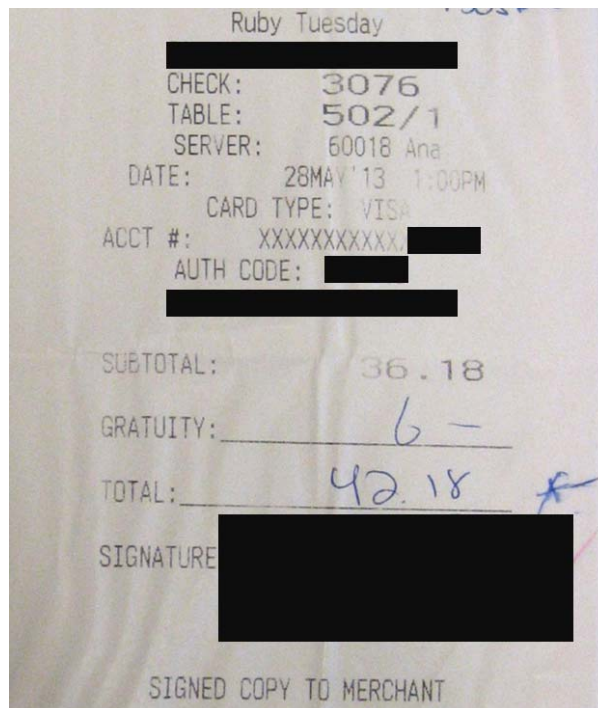 Ruby Tuesday
CHECK: 3076
TABLE: 502/1
SERVER: 60018 Ana
DATE: 28MAY'13 1:00PM
CARD TYPE: VISA
ACCT #: XXXXXXXXXXX
AUTH CODE:
SUBTOTAL: 36.18
GRATUITY: 6 —
TOTAL: 42.18
SIGNATURE
SIGNED COPY TO MERCHANT